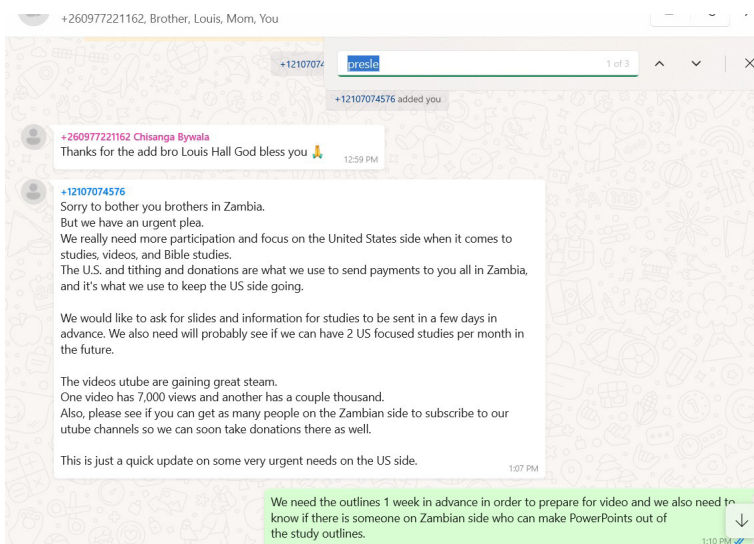 +260977221162, Brother, Louis, Mom, You
+12107074
presle
1 of 3
+12107074576 added you
+260977221162 Chisanga Bywala
Thanks for the add bro Louis Hall God bless you 🙏
12:59 PM
+12107074576
Sorry to bother you brothers in Zambia.
But we have an urgent plea.
We really need more participation and focus on the United States side when it comes to
studies, videos, and Bible studies.
The U.S. and tithing and donations are what we use to send payments to you all in Zambia,
and it's what we use to keep the US side going.
We would like to ask for slides and information for studies to be sent in a few days in
advance. We also need will probably see if we can have 2 US focused studies per month in
the future.
The videos utube are gaining great steam.
One video has 7,000 views and another has a couple thousand.
Also, please see if you can get as many people on the Zambian side to subscribe to our
utube channels so we can soon take donations there as well.
This is just a quick update on some very urgent needs on the US side.
1:07 PM
We need the outlines 1 week in advance in order to prepare for video and we also need to
know if there is someone on Zambian side who can make PowerPoints out of
the study outlines.
1:10 PM